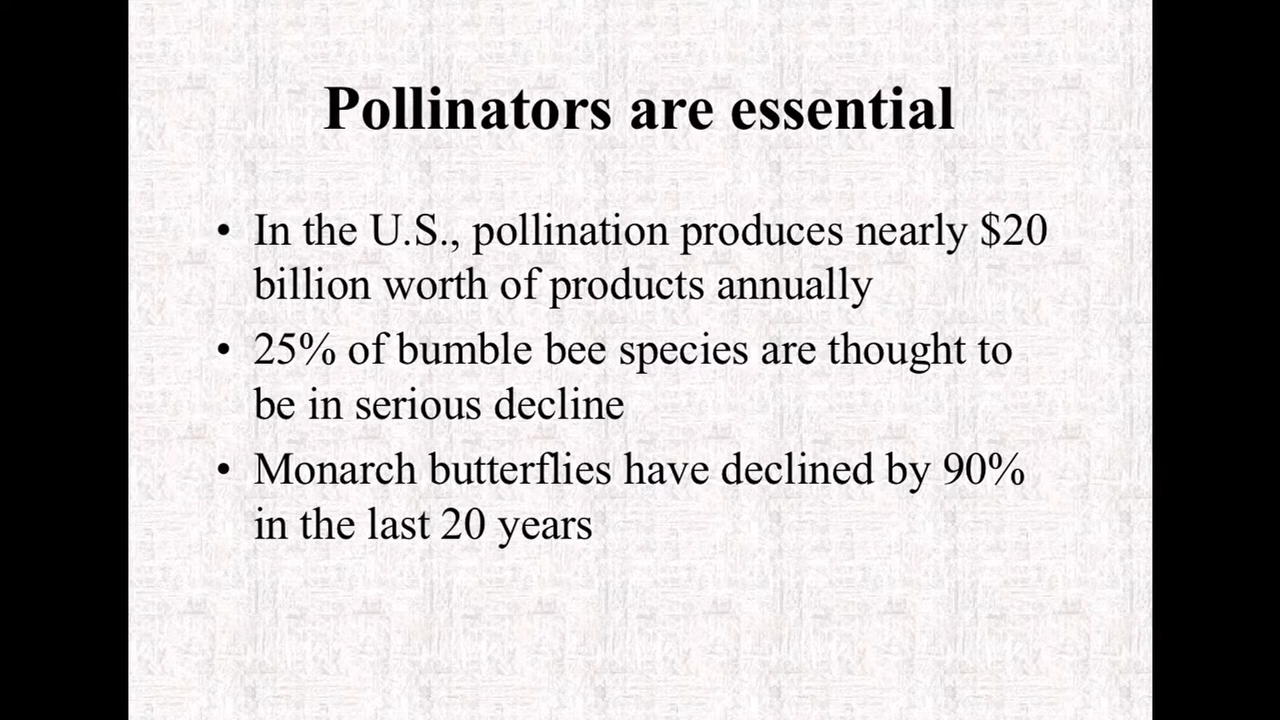 Pollinators are essential
• In the U.S., pollination produces nearly $20
billion worth of products annually
• 25% of bumble bee species are thought to
be in serious decline
• Monarch butterflies have declined by 90%
in the last 20 years